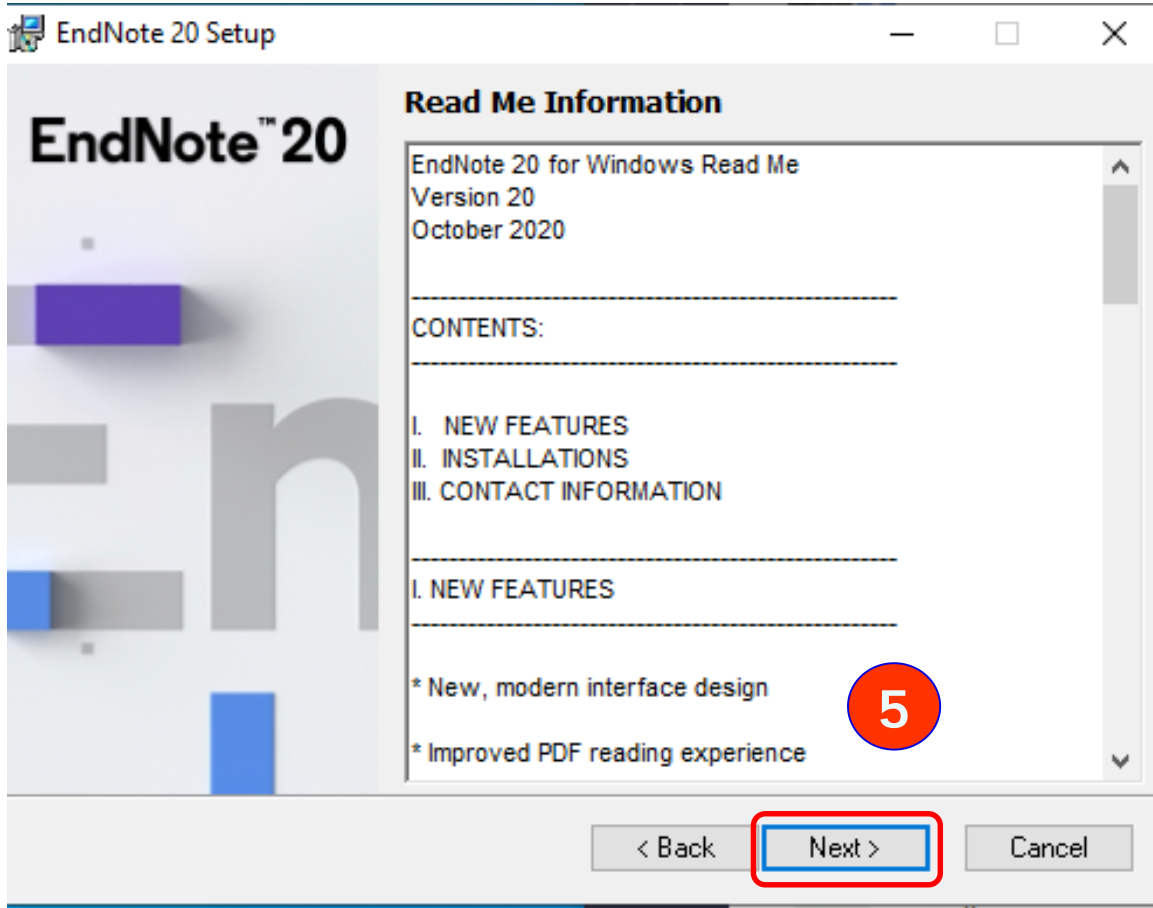 EndNote 20 Setup
EndNote™20
Read Me Information
EndNote 20 for Windows Read Me
Version 20
October 2020
------------------------------------------------------------
CONTENTS:
------------------------------------------------------------
I. NEW FEATURES
II. INSTALLATIONS
III. CONTACT INFORMATION
------------------------------------------------------------
I. NEW FEATURES
------------------------------------------------------------
* New, modern interface design
5
* Improved PDF reading experience
< Back
Next >
Cancel